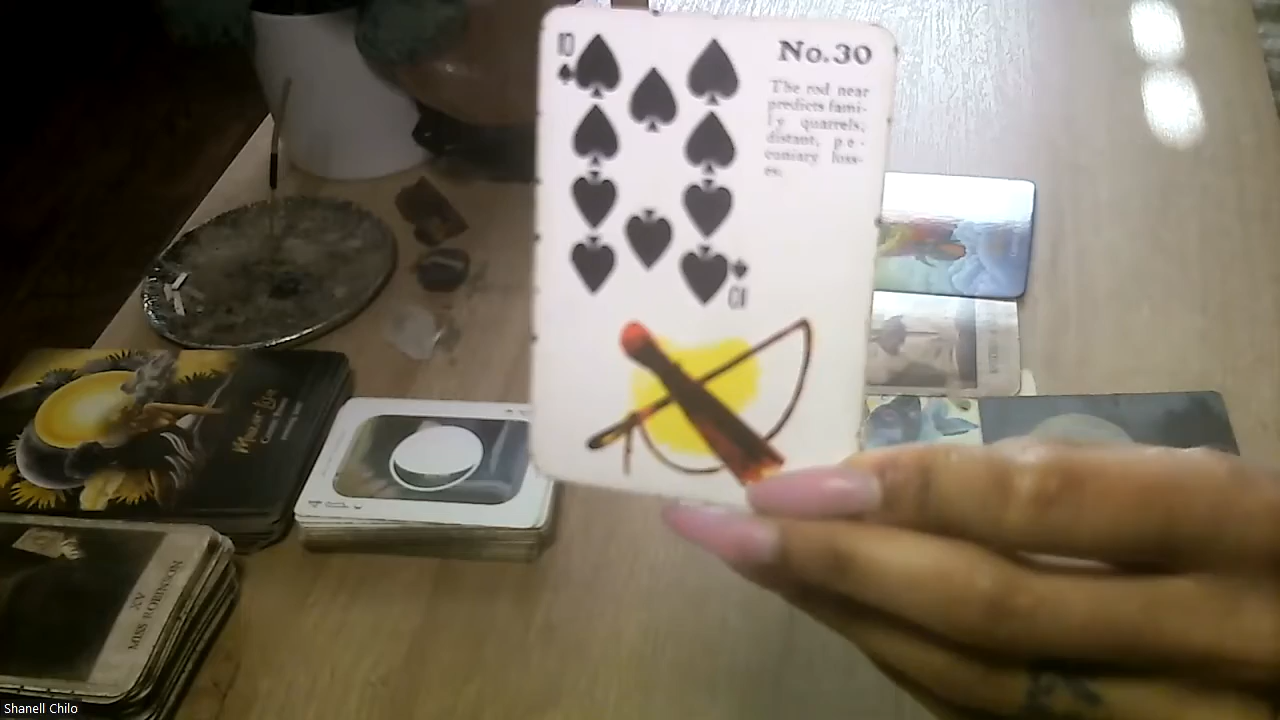 10
No.30
The rod near
predicts fami-
ly quarrels;
distant, pe-
cuniary loss-
es.
10
MISS ROBINSON
XV
Shanell Chilo